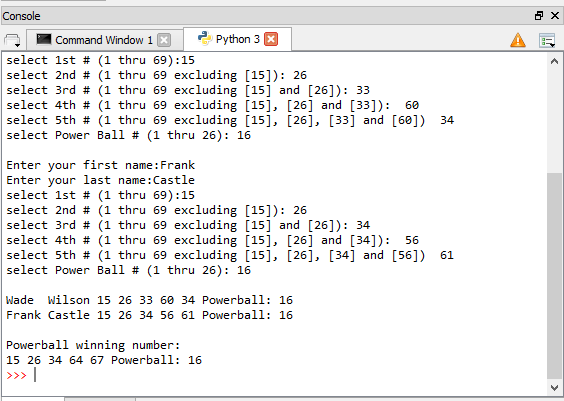 Console
Command Window 1 Python 3
select 1st # (1 thru 69):15
select 2nd # (1 thru 69 excluding [15]): 26
select 3rd # (1 thru 69 excluding [15] and [26]): 33
select 4th # (1 thru 69 excluding [15], [26] and [33]):  60
select 5th # (1 thru 69 excluding [15], [26], [33] and [60])  34
select Power Ball # (1 thru 26): 16
Enter your first name:Frank
Enter your last name:Castle
select 1st # (1 thru 69):15
select 2nd # (1 thru 69 excluding [15]): 26
select 3rd # (1 thru 69 excluding [15] and [26]): 34
select 4th # (1 thru 69 excluding [15], [26] and [34]):  56
select 5th # (1 thru 69 excluding [15], [26], [34] and [56])  61
select Power Ball # (1 thru 26): 16
Wade  Wilson 15 26 33 60 34 Powerball: 16
Frank Castle 15 26 34 56 61 Powerball: 16
Powerball winning number:
15 26 34 64 67 Powerball: 16
>>>